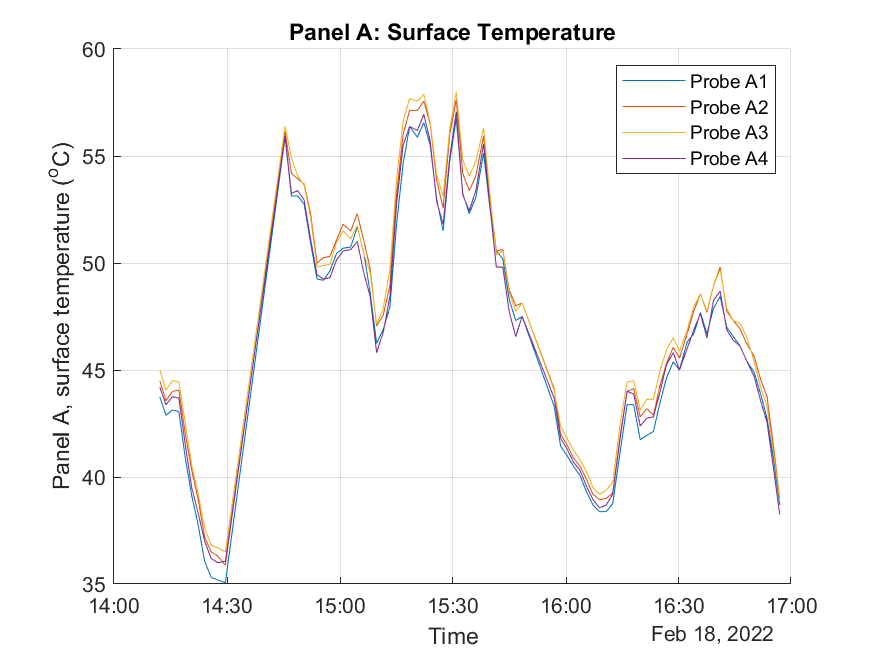 Panel A: Surface Temperature
Panel A, surface temperature (°C)
60
55
50
45
40
35
Probe A1
Probe A2
Probe A3
Probe A4
14:00 14:30 15:00 15:30 16:00 16:30 17:00
Time
Feb 18, 2022